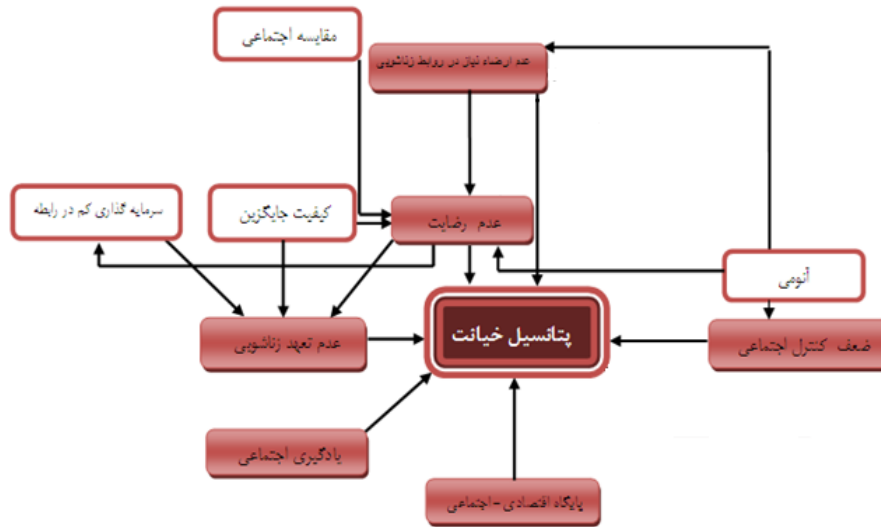 مقایسه اجتماعی
عدم ارضاء نیاز در روابط زناشویی
سرمایه گذاری کم در رابطه
کیفیت جایگزین
عدم رضایت
آنومی
پتانسیل خیانت
عدم تعهد زناشویی
ضعف کنترل اجتماعی
یادگیری اجتماعی
پایگاه اقتصادی-اجتماعی